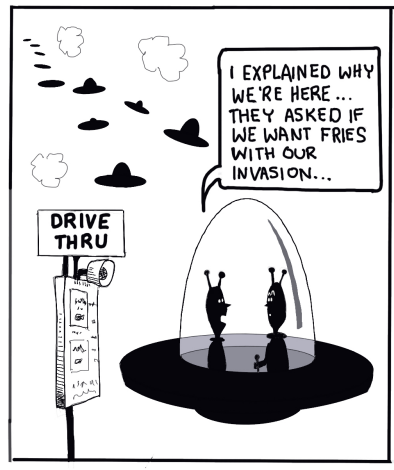 I EXPLAINED WHY
WE'RE HERE...
THEY ASKED IF
WE WANT FRIES
WITH OUR
INVASION...
DRIVE
THRU